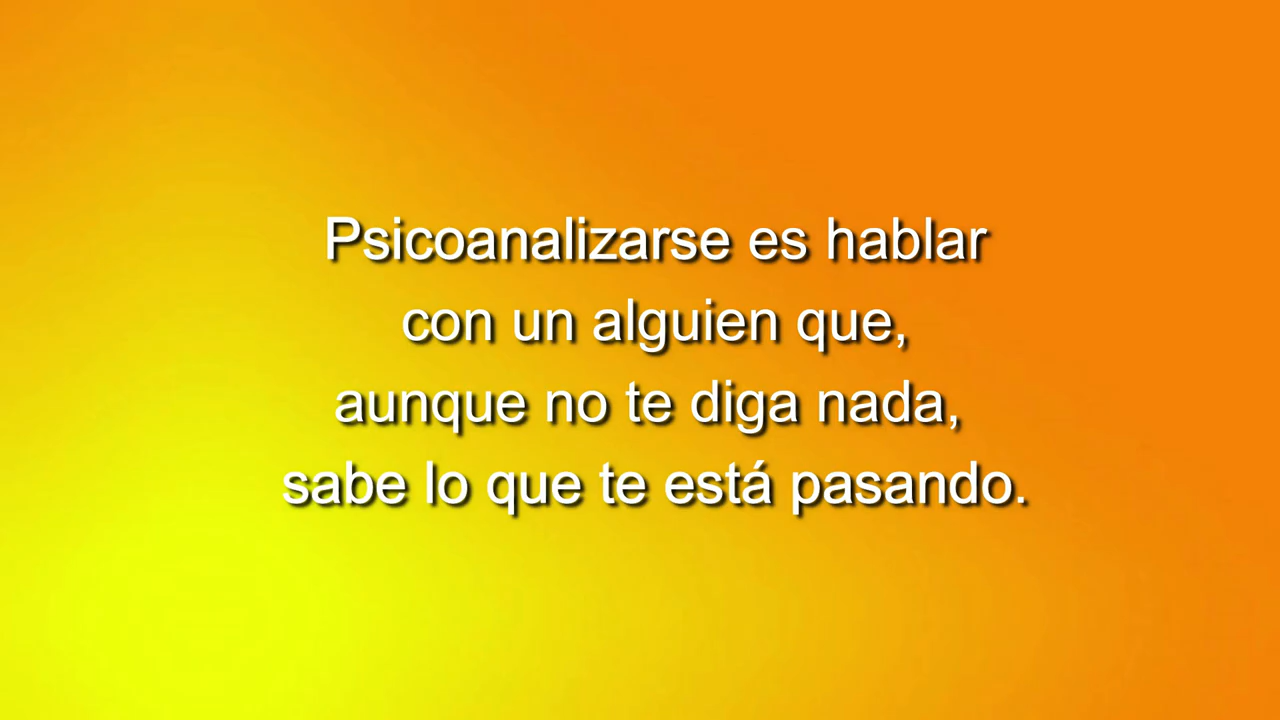 Psicoanalizarse es hablar
con un alguien que,
aunque no te diga nada,
sabe lo que te está pasando.